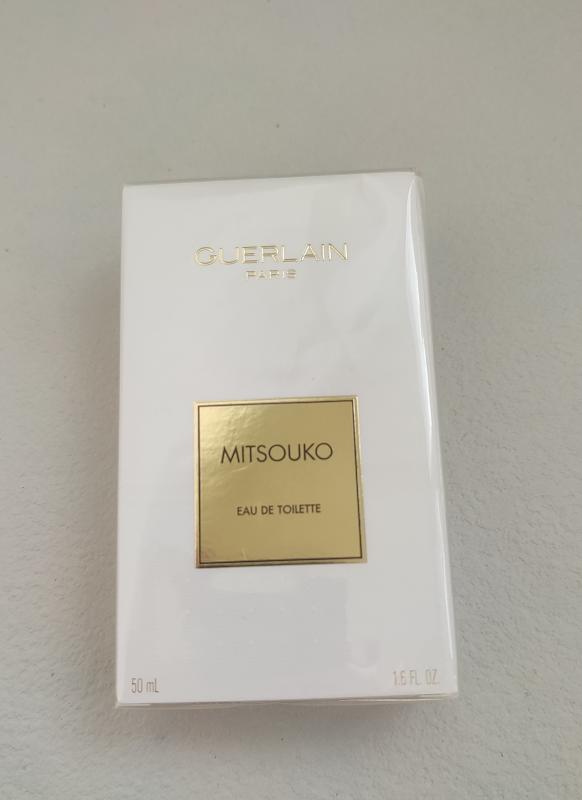 GUERLAIN
PARIS
MITSOUKO
EAU DE TOILETTE
50 mL
1.6 FL. OZ.